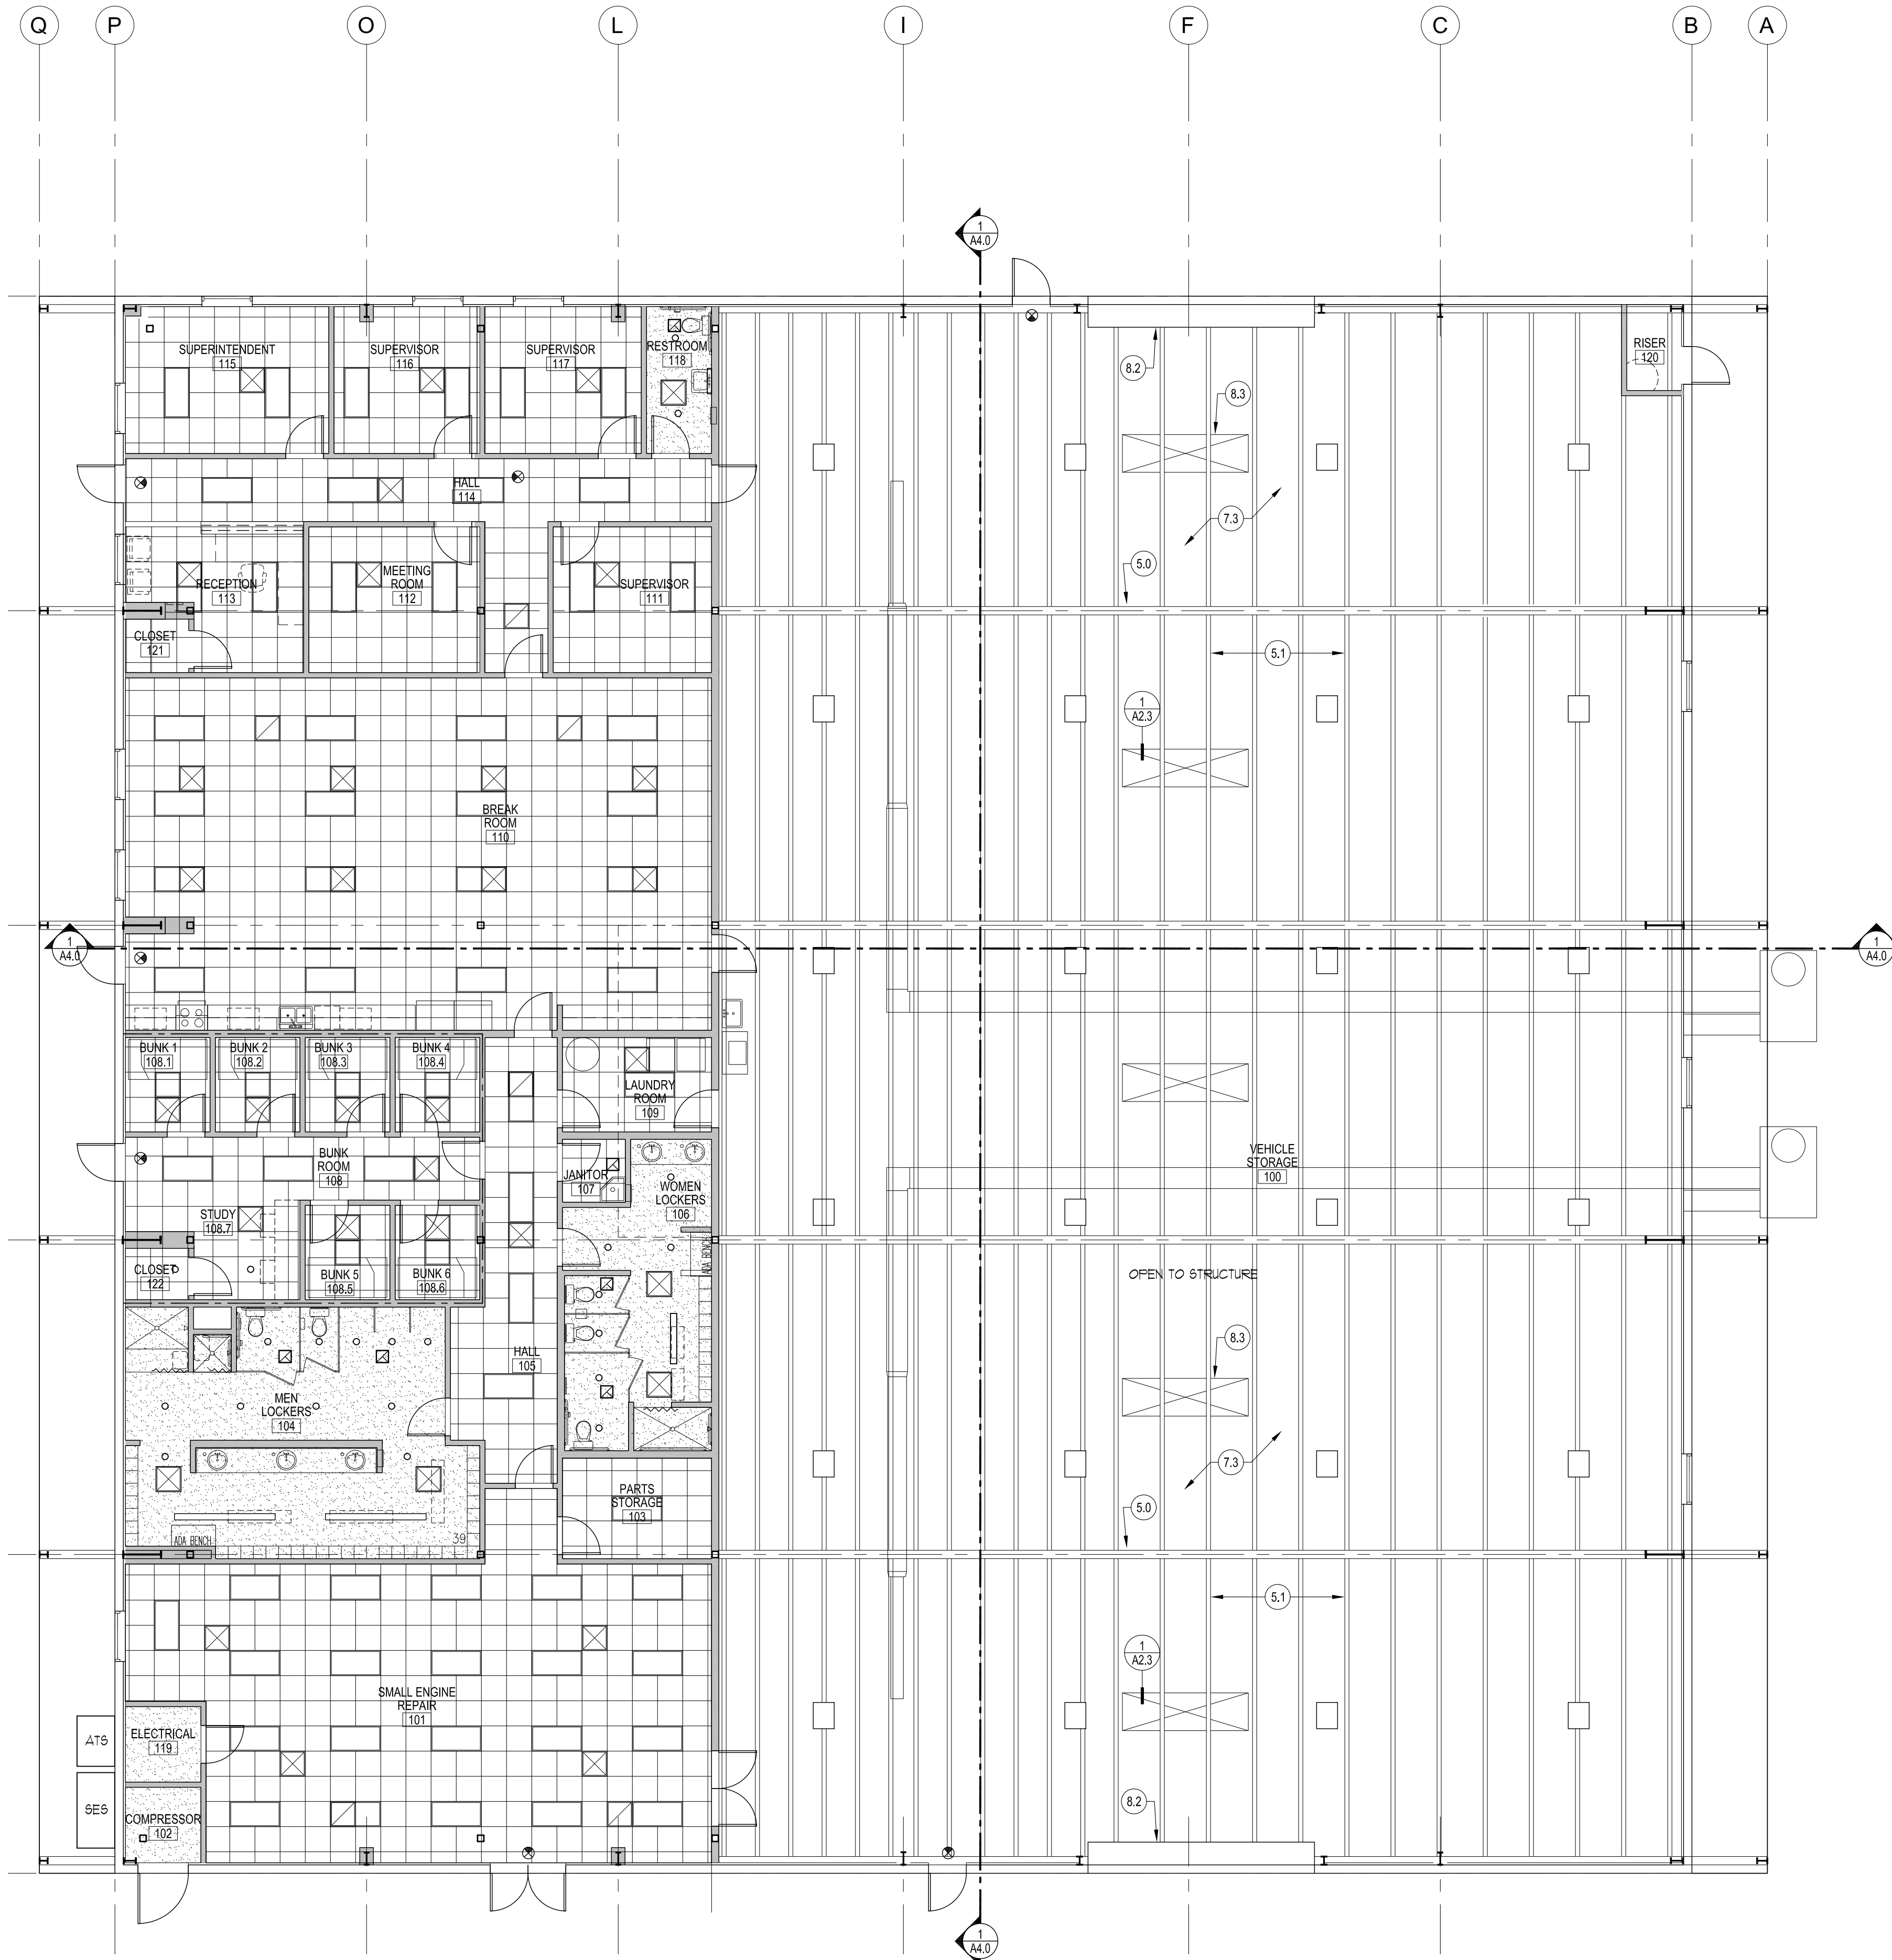 Q
P
O
L
I
F
C
B
A
1
A4.0
SUPERINTENDENT
115
SUPERVISOR
116
SUPERVISOR
117
RESTROOM
118
8.2
RISER
120
8.3
HALL
114
7.3
RECEPTION
113
MEETING
ROOM
112
SUPERVISOR
111
5.0
CLOSET
121
5.1
1
A2.3
BREAK
ROOM
110
1
A4.0
1
A4.0
BUNK 1
108.1
BUNK 2
108.2
BUNK 3
108.3
BUNK 4
108.4
LAUNDRY
ROOM
109
BUNK
ROOM
108
JANITOR
107
WOMEN
LOCKERS
106
VEHICLE
STORAGE
100
STUDY
108.7
ADA BENCH
CLOSET
122
BUNK 5
108.5
BUNK 6
108.6
OPEN TO STRUCTURE
HALL
105
8.3
MEN
LOCKERS
104
7.3
PARTS
STORAGE
103
5.0
ADA BENCH
39
5.1
1
A2.3
SMALL ENGINE
REPAIR
101
ATS
ELECTRICAL
119
SES
COMPRESSOR
102
8.2
1
A4.0